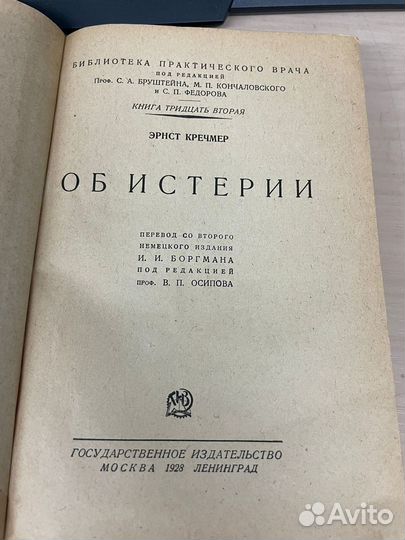 БИБЛИОТЕКА ПРАКТИЧЕСКОГО ВРАЧА
ПОД РЕДАКЦИЕЙ
ПРОФ. С. А. БРУШТЕЙНА, М. П. КОНЧАЛОВСКОГО
И С. П. ФЕДОРОВА
КНИГА ТРИДЦАТЬ ВТОРАЯ
ЭРНСТ КРЕЧМЕР
ОБ ИСТЕРИИ
ПЕРЕВОД СО ВТОРОГО
НЕМЕЦКОГО ИЗДАНИЯ
И. И. БОРГМАНА
ПОД РЕДАКЦИЕЙ
ПРОФ. В. П. ОСИПОВА
ГОСУДАРСТВЕННОЕ ИЗДАТЕЛЬСТВО
МОСКВА 1928 ЛЕНИНГРАД
Avito